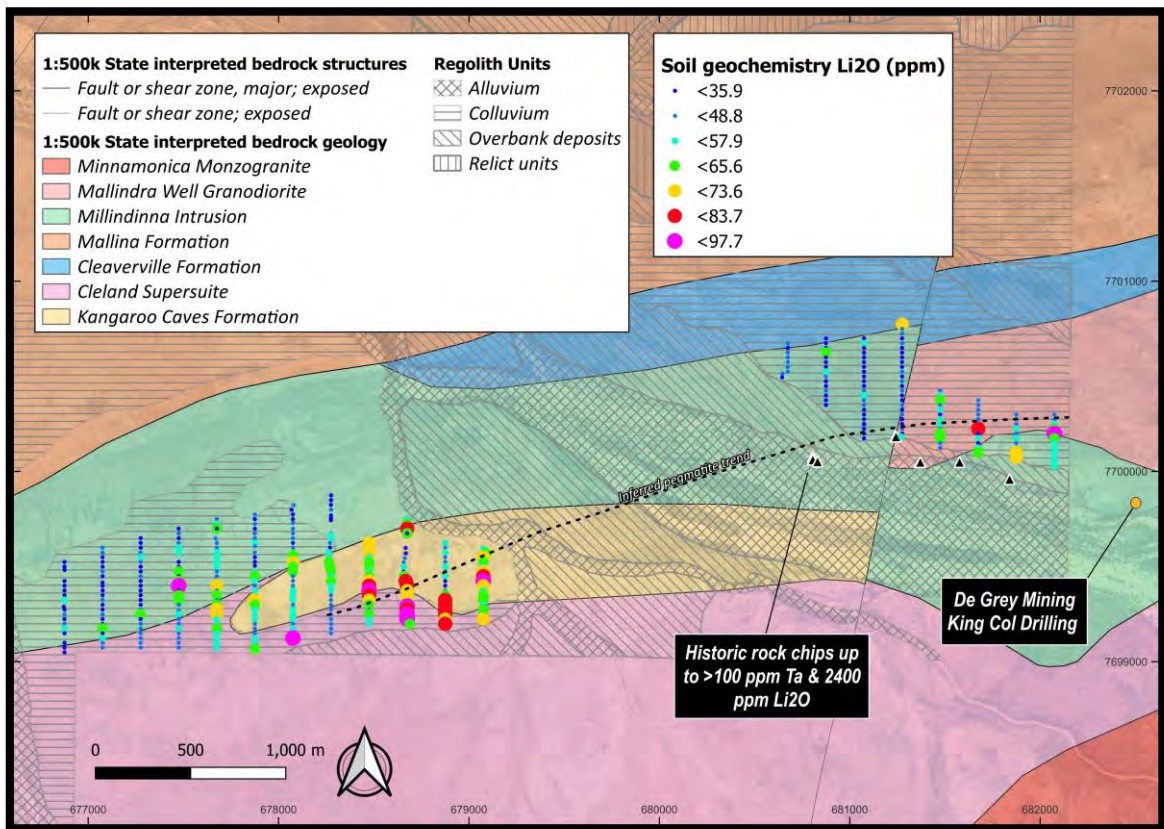 1:500k State interpreted bedrock structures
Fault or shear zone, major; exposed
Fault or shear zone; exposed
1:500k State interpreted bedrock geology
Minnamonica Monzogranite
Mallindra Well Granodiorite
Millindinna Intrusion
Mallina Formation
Cleaverville Formation
Cleland Supersuite
Kangaroo Caves Formation
Regolith Units
Alluvium
Colluvium
Overbank deposits
Relict units
Soil geochemistry Li2O (ppm)
<35.9
<48.8
<57.9
<65.6
<73.6
<83.7
<97.7
7702000
7701000
7700000
7699000
Inferred pegmatite trend
De Grey Mining
King Col Drilling
Historic rock chips up
to >100 ppm Ta & 2400
ppm Li2O
0 500 1,000 m
677000 678000 679000 680000 681000 682000